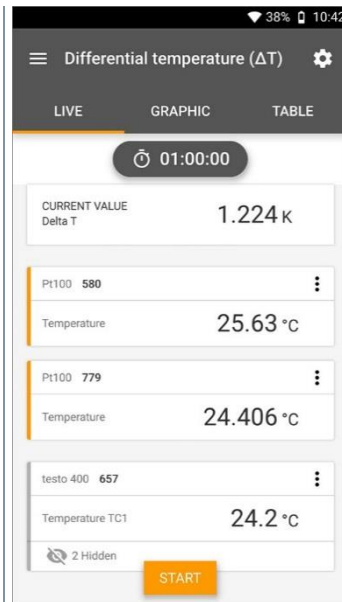 38% 10:42
Differential temperature (ΔT)
LIVE GRAPHIC TABLE
01:00:00
CURRENT VALUE
Delta T
1.224 K
Pt100 580
Temperature 25.63 °C
Pt100 779
Temperature 24.406 °C
testo 400 657
Temperature TC1 24.2 °C
2 Hidden
START